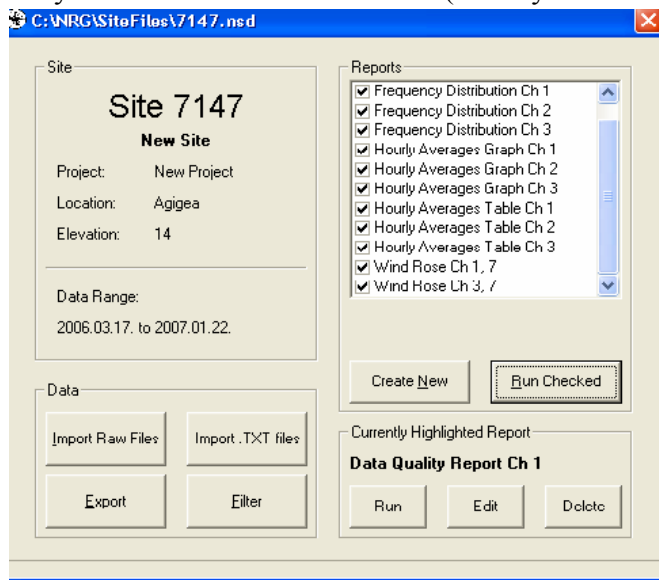 C:\NRG\SiteFiles\7147.nsd
Site
Site 7147
New Site
Project: New Project
Location: Agigea
Elevation: 14
Data Range:
2006.03.17. to 2007.01.22.
Data
Import Raw Files
Import .TXT files
Export
Filter
Reports
Frequency Distribution Ch 1
Frequency Distribution Ch 2
Frequency Distribution Ch 3
Hourly Averages Graph Ch 1
Hourly Averages Graph Ch 2
Hourly Averages Graph Ch 3
Hourly Averages Table Ch 1
Hourly Averages Table Ch 2
Hourly Averages Table Ch 3
Wind Rose Ch 1, 7
Wind Rose Ch 3, 7
Create New
Run Checked
Currently Highlighted Report
Data Quality Report Ch 1
Run
Edit
Delete